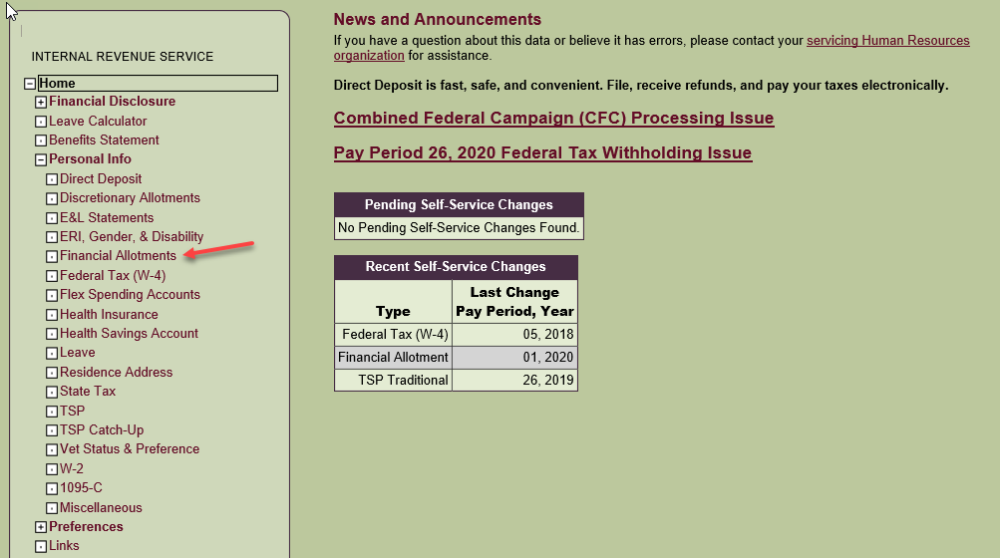 INTERNAL REVENUE SERVICE
Home
Financial Disclosure
Leave Calculator
Benefits Statement
Personal Info
Direct Deposit
Discretionary Allotments
E&L Statements
ERI, Gender, & Disability
Financial Allotments
Federal Tax (W-4)
Flex Spending Accounts
Health Insurance
Health Savings Account
Leave
Residence Address
State Tax
TSP
TSP Catch-Up
Vet Status & Preference
W-2
1095-C
Miscellaneous
Preferences
Links
News and Announcements
If you have a question about this data or believe it has errors, please contact your servicing Human Resources
organization for assistance.
Direct Deposit is fast, safe, and convenient. File, receive refunds, and pay your taxes electronically.
Combined Federal Campaign (CFC) Processing Issue
Pay Period 26, 2020 Federal Tax Withholding Issue
Pending Self-Service Changes
No Pending Self-Service Changes Found.
Recent Self-Service Changes
Last Change
Type Pay Period, Year
Federal Tax (W-4) 05, 2018
Financial Allotment 01, 2020
TSP Traditional 26, 2019